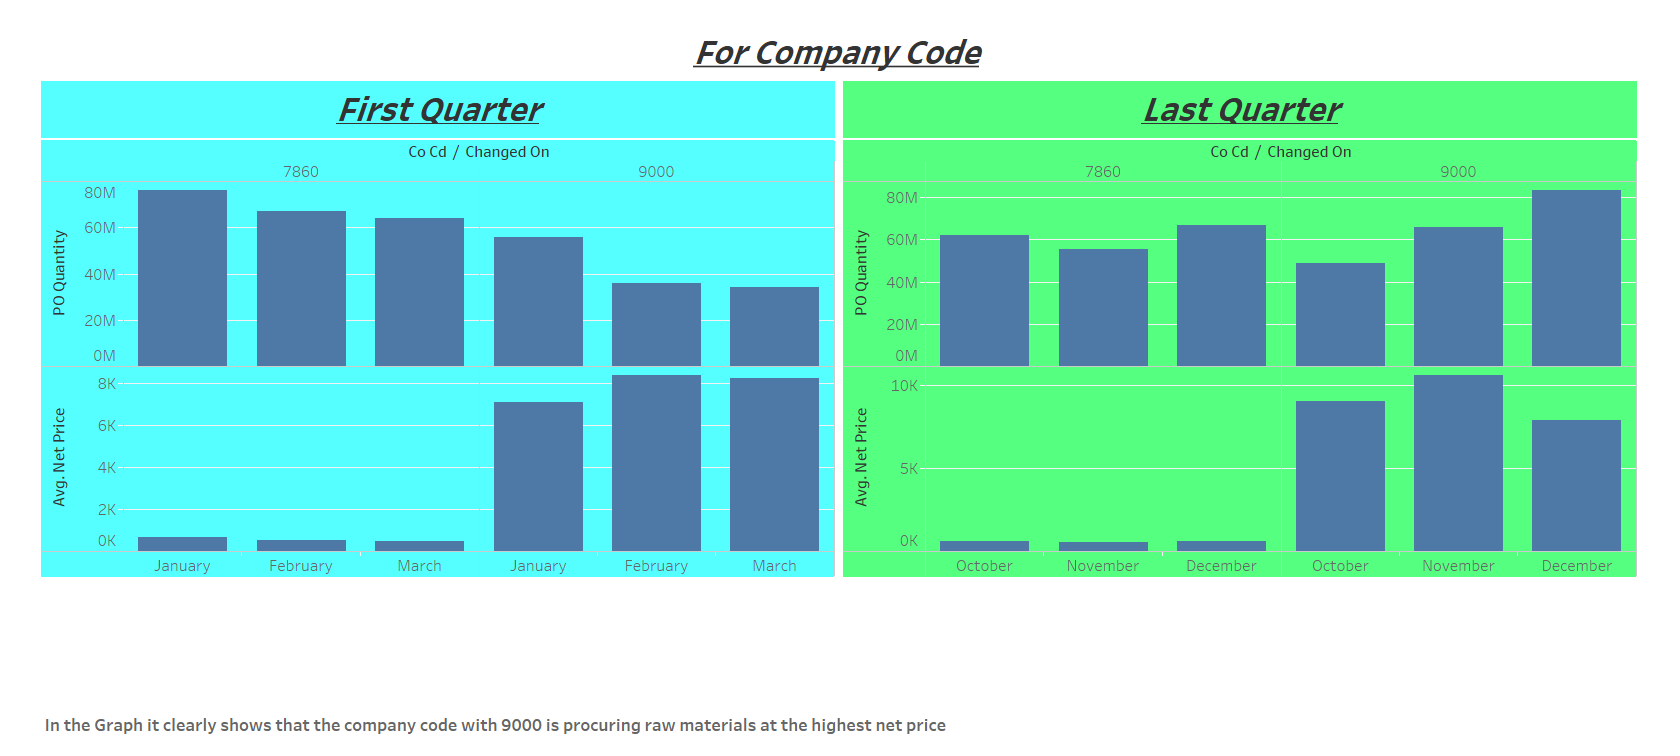 For Company Code
First Quarter
Co Cd / Changed On
7860 9000
80M
60M
40M
20M
0M
PO Quantity
8K
6K
4K
2K
0K
Avg. Net Price
January February March January February March
Last Quarter
Co Cd / Changed On
7860 9000
80M
60M
40M
20M
0M
PO Quantity
10K
5K
0K
Avg. Net Price
October November December October November December
In the Graph it clearly shows that the company code with 9000 is procuring raw materials at the highest net price